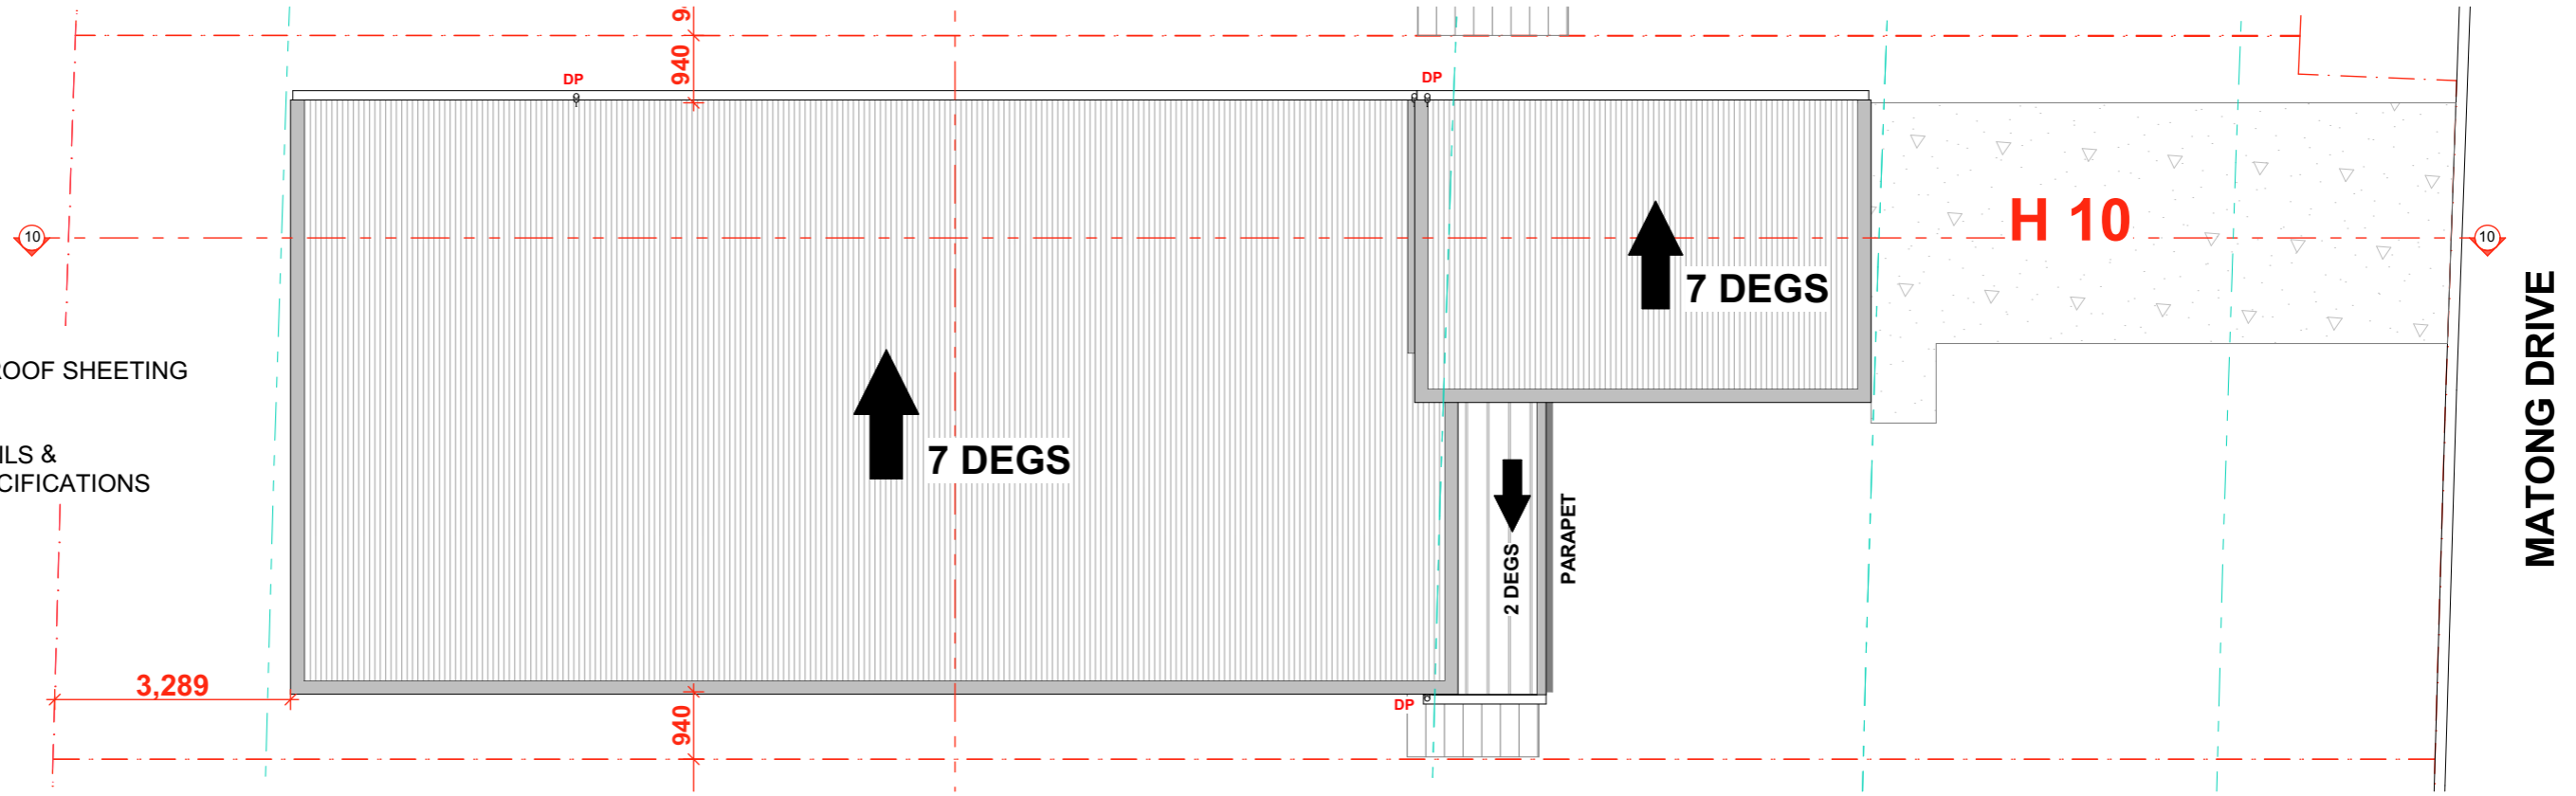 9
940
DP
DP
10
H 10
10
7 DEGS
MATONG DRIVE
ROOF SHEETING
7 DEGS
ILS &
CIFICATIONS
2 DEGS
PARAPET
3,289
940
DP